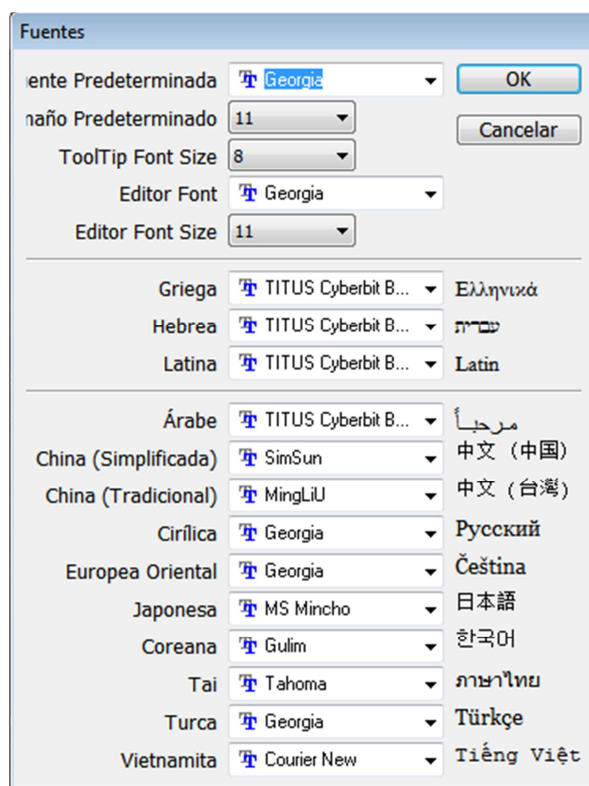 Fuentes
ente Predeterminada Georgia OK
naño Predeterminado 11 Cancelar
ToolTip Font Size 8
Editor Font Georgia
Editor Font Size 11
Griega TITUS Cyberbit B... Ελληνικά
Hebrea TITUS Cyberbit B... עברית
Latina TITUS Cyberbit B... Latin
Árabe TITUS Cyberbit B... مرحباً
China (Simplificada) SimSun 中文 (中国)
China (Tradicional) MingLiU 中文 (台灣)
Cirílica Georgia Русский
Europea Oriental Georgia Čeština
Japonesa MS Mincho 日本語
Coreana Gulim 한국어
Tai Tahoma ภาษาไทย
Turca Georgia Türkçe
Vietnamita Courier New Tiếng Việt